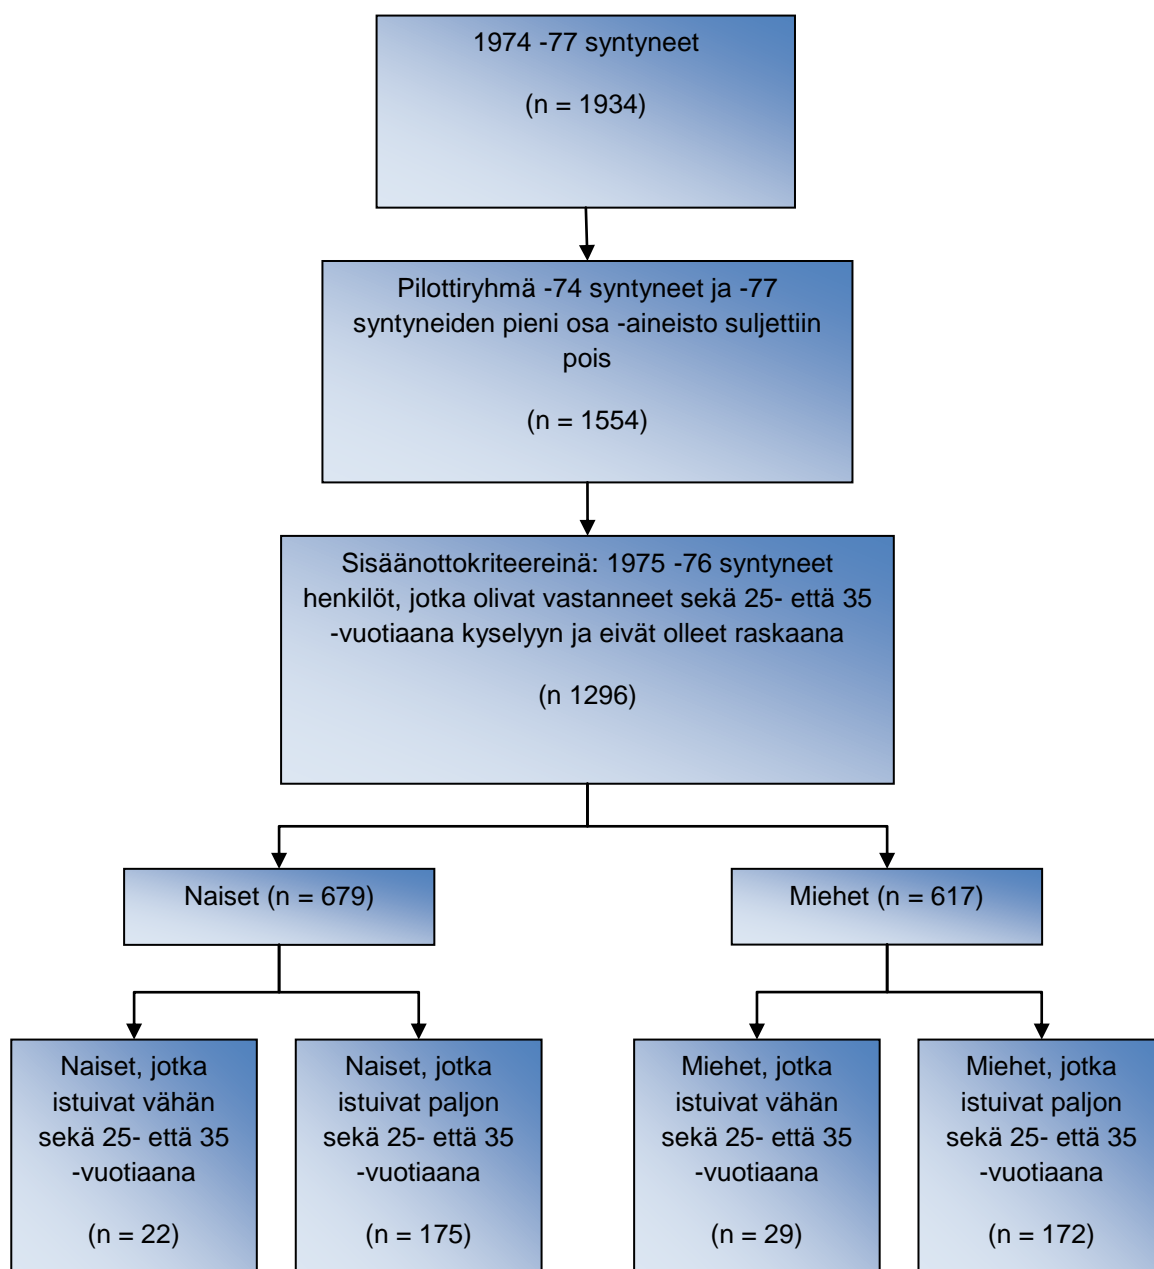 1974 -77 syntyneet
(n = 1934)
Pilottiryhmä -74 syntyneet ja -77
syntyneiden pieni osa -aineisto suljettiin
pois
(n = 1554)
Sisäänottokriteereinä: 1975 -76 syntyneet
henkilöt, jotka olivat vastanneet sekä 25- että 35
-vuotiaana kyselyyn ja eivät olleet raskaana
(n 1296)
Naiset (n = 679)
Miehet (n = 617)
Naiset, jotka
istuivat vähän
sekä 25- että 35
-vuotiaana
(n = 22)
Naiset, jotka
istuivat paljon
sekä 25- että 35
-vuotiaana
(n = 175)
Miehet, jotka
istuivat vähän
sekä 25- että 35
-vuotiaana
(n = 29)
Miehet, jotka
istuivat paljon
sekä 25- että 35
-vuotiaana
(n = 172)